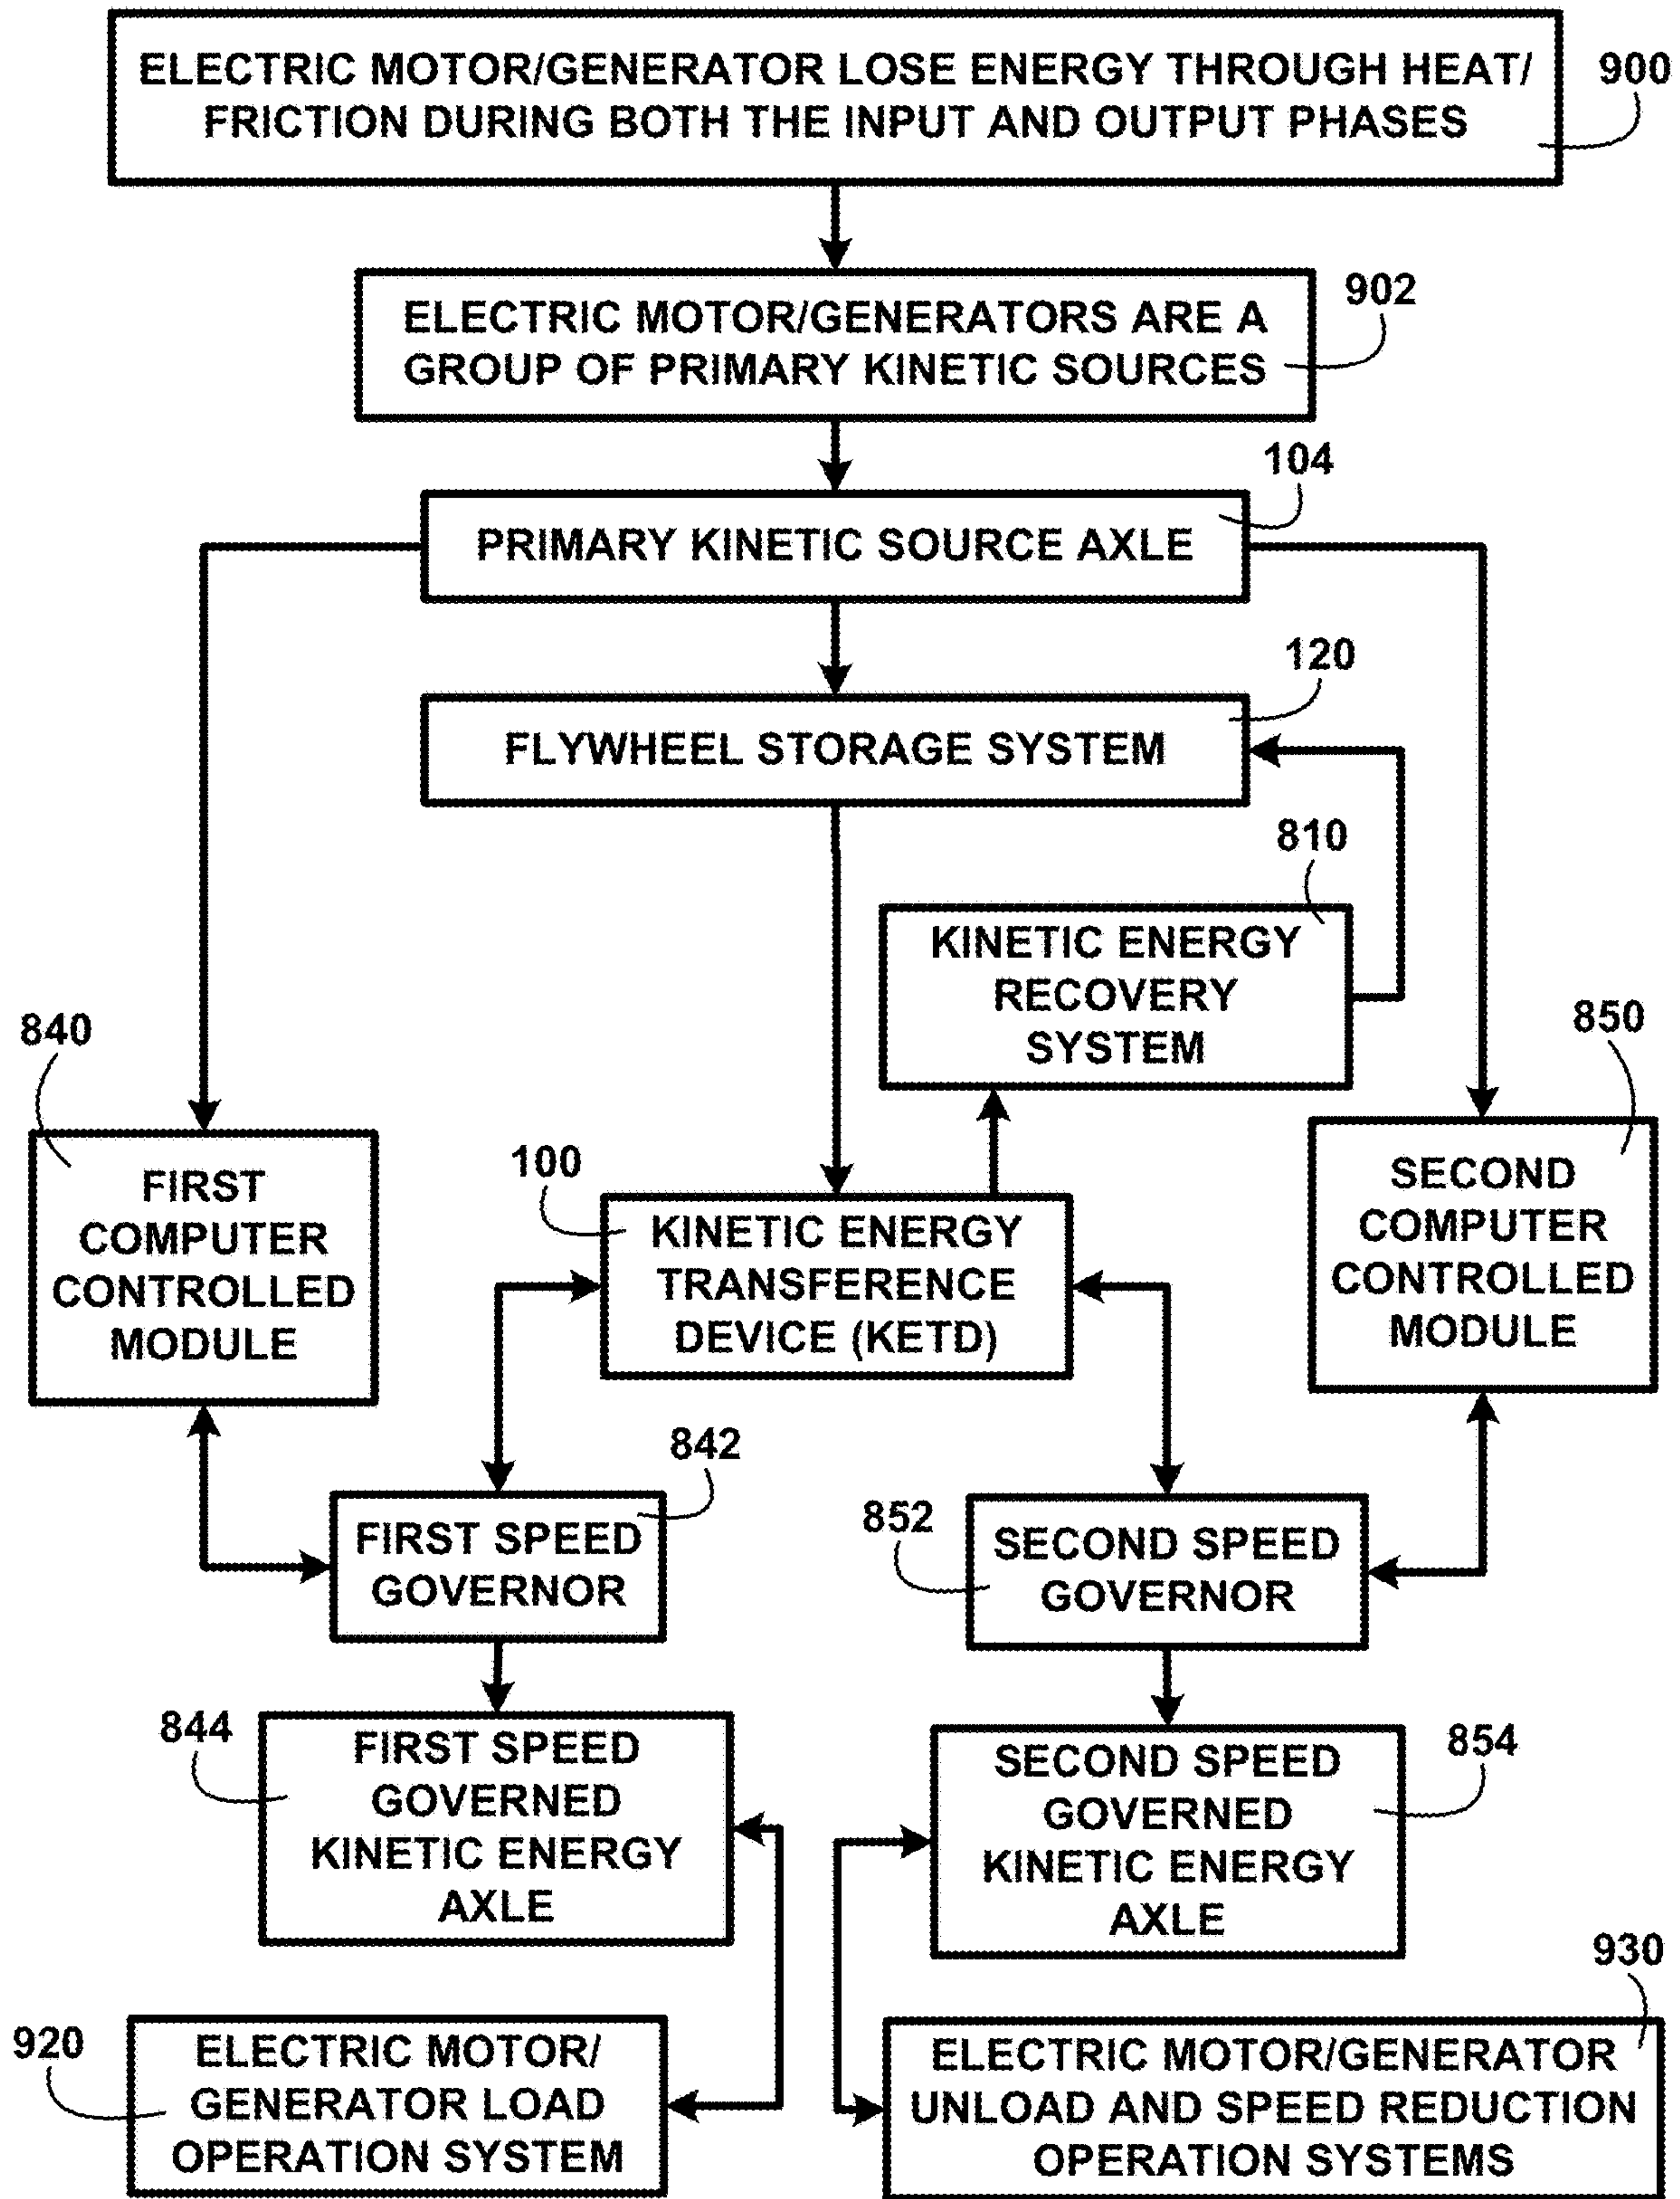 ELECTRIC MOTOR/GENERATOR LOSE ENERGY THROUGH HEAT/
FRICTION DURING BOTH THE INPUT AND OUTPUT PHASES
900
ELECTRIC MOTOR/GENERATORS ARE A
GROUP OF PRIMARY KINETIC SOURCES
902
104
PRIMARY KINETIC SOURCE AXLE
120
FLYWHEEL STORAGE SYSTEM
810
KINETIC ENERGY
RECOVERY
SYSTEM
840
FIRST
COMPUTER
CONTROLLED
MODULE
100
KINETIC ENERGY
TRANSFERENCE
DEVICE (KETD)
850
SECOND
COMPUTER
CONTROLLED
MODULE
842
FIRST SPEED
GOVERNOR
852
SECOND SPEED
GOVERNOR
844
FIRST SPEED
GOVERNED
KINETIC ENERGY
AXLE
854
SECOND SPEED
GOVERNED
KINETIC ENERGY
AXLE
920
ELECTRIC MOTOR/
GENERATOR LOAD
OPERATION SYSTEM
930
ELECTRIC MOTOR/GENERATOR
UNLOAD AND SPEED REDUCTION
OPERATION SYSTEMS